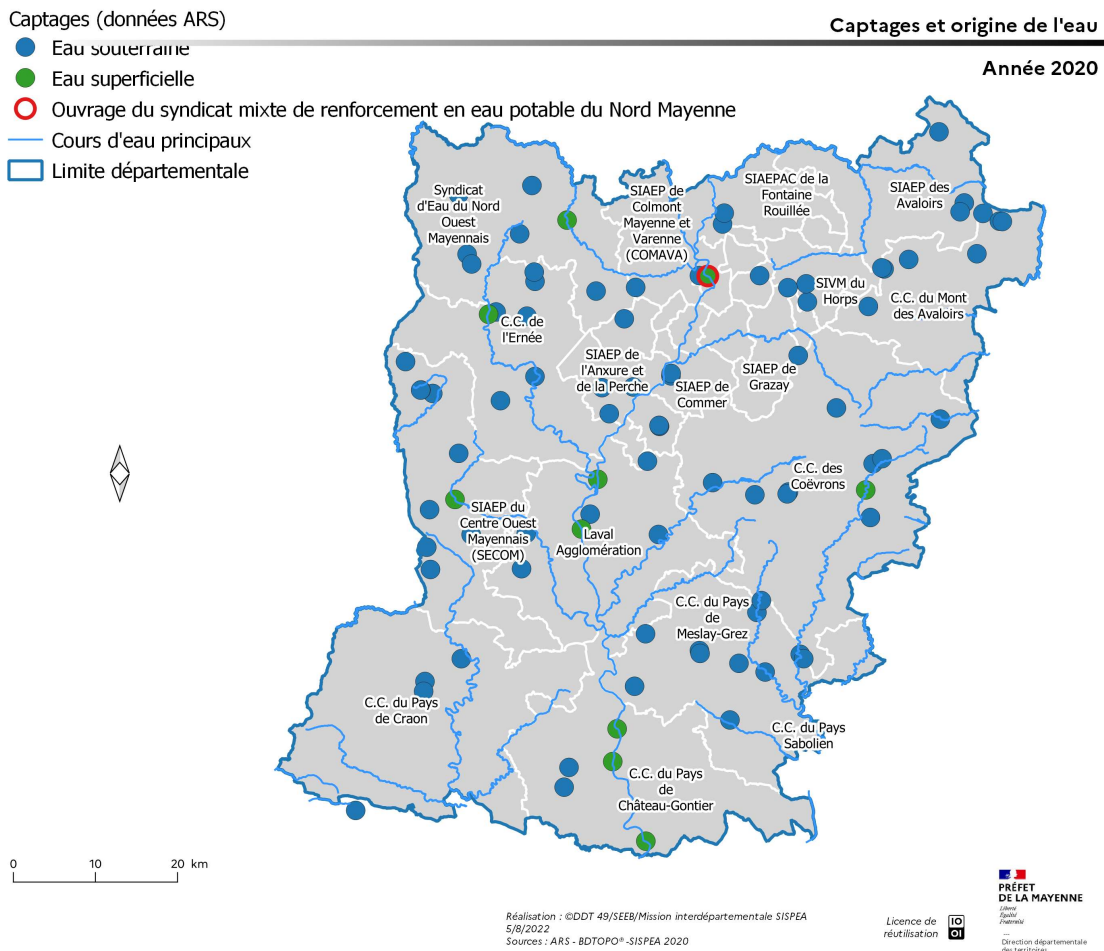 Captages (données ARS)
Captages et origine de l'eau
Eau souterraine
Année 2020
Eau superficielle
Ouvrage du syndicat mixte de renforcement en eau potable du Nord Mayenne
Cours d'eau principaux
Limite départementale
Syndicat
d'Eau du Nord
Ouest
Mayennais
SIAEP de
Colmont
Mayenne et
Varenne
(COMAVA)
SIAEPAC de la
Fontaine
Rouillée
SIAEP des
Avaloirs
SIVM du
Horps
C.C. du Mont
des Avaloirs
C.C. de
l'Ernée
SIAEP de
l'Anxure et
de la Perche
SIAEP de
Commer
SIAEP de
Grazay
C.C. des
Coëvrons
SIAEP du
Centre Ouest
Mayennais
(SECOM)
Laval
Agglomération
C.C. du Pays
de
Meslay-Grez
C.C. du Pays
de Craon
C.C. du Pays
Sabolien
C.C. du Pays
de
Château-Gontier
0 10 20 km
Réalisation : ©DDT 49/SEEB/Mission interdépartementale SISPEA
5/8/2022
Sources : ARS - BDTOPO® -SISPEA 2020
Licence de
réutilisation
IO
OI
PRÉFET
DE LA MAYENNE
Liberté
Égalité
Fraternité
Direction départementale
des territoires